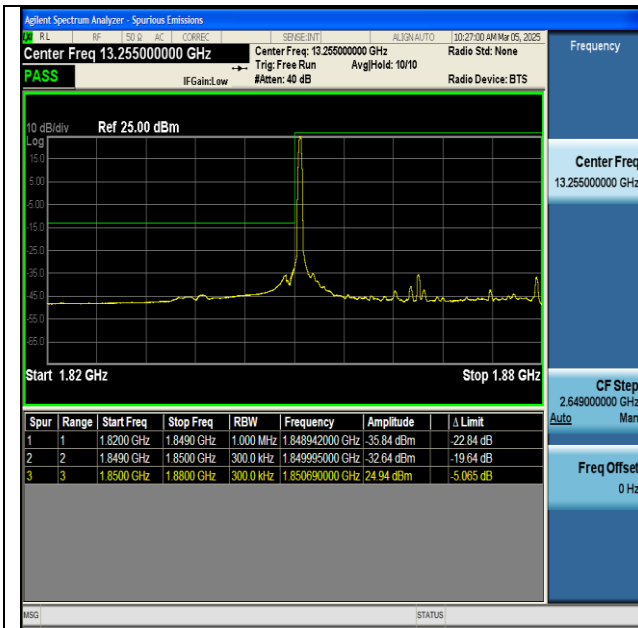 Agilent Spectrum Analyzer - Spurious Emissions
RL RF 50 Ω AC CORREC SENSE:INT ALIGN AUTO 10:27:00 AM Mar 05, 2025
Center Freq 13.255000000 GHz Center Freq: 13.255000000 GHz Radio Std: None
Trig: Free Run Avg|Hold: 10/10
PASS IFGain:Low #Atten: 40 dB Radio Device: BTS
10 dB/div Ref 25.00 dBm
Log
15.0
5.00
-5.00
-15.0
-25.0
-35.0
-45.0
-55.0
-65.0
Start 1.82 GHz Stop 1.88 GHz
Spur Range Start Freq Stop Freq RBW Frequency Amplitude Δ Limit
1 1 1.8200 GHz 1.8490 GHz 1.000 MHz 1.848942000 GHz -35.84 dBm -22.84 dB
2 2 1.8490 GHz 1.8500 GHz 300.0 kHz 1.849995000 GHz -32.64 dBm -19.64 dB
3 3 1.8500 GHz 1.8800 GHz 300.0 kHz 1.850690000 GHz 24.94 dBm -5.065 dB
MSG STATUS
Frequency
Center Freq
13.255000000 GHz
CF Step
2.649000000 GHz
Auto Man
Freq Offset
0 Hz